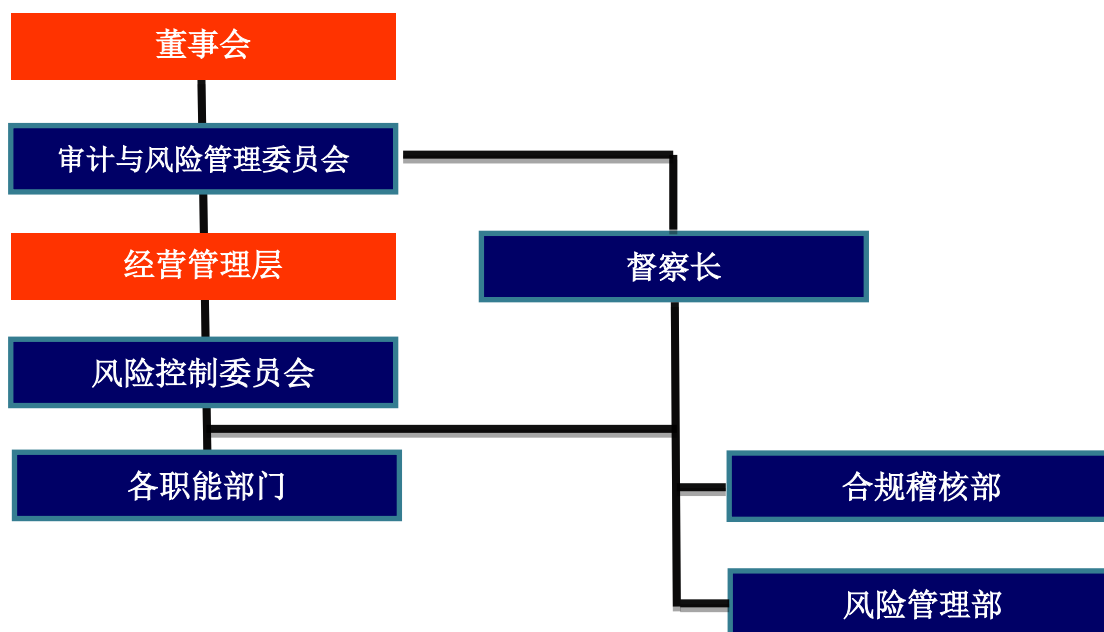 董事会
审计与风险管理委员会
经营管理层
督察长
风险控制委员会
各职能部门
合规稽核部
风险管理部